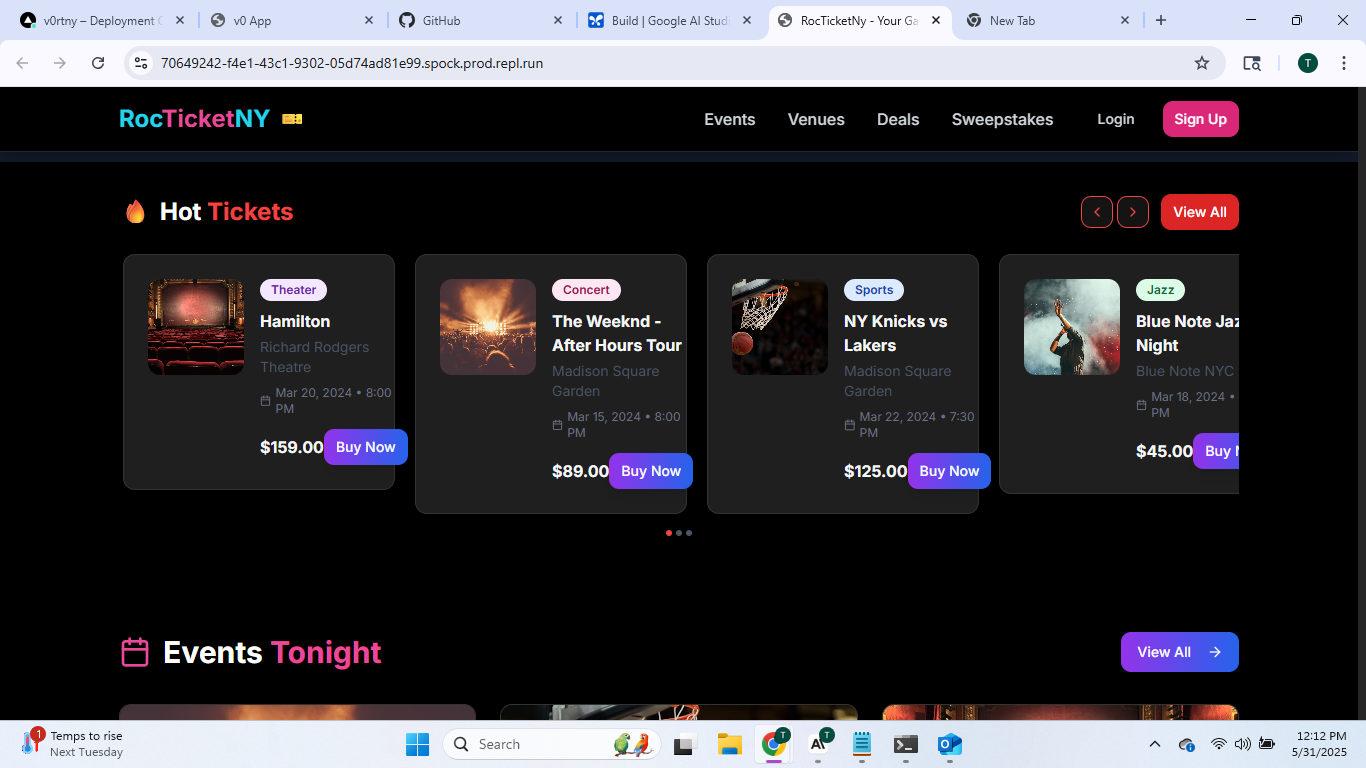 v0rtny – Deployment
v0 App
GitHub
Build | Google AI Stud
RocTicketNy - Your Ga
New Tab
70649242-f4e1-43c1-9302-05d74ad81e99.spock.prod.repl.run
T
RocTicketNY
Events
Venues
Deals
Sweepstakes
Login
Sign Up
Hot Tickets
View All
Theater
Hamilton
Richard Rodgers
Theatre
Mar 20, 2024 • 8:00
PM
$159.00
Buy Now
Concert
The Weeknd -
After Hours Tour
Madison Square
Garden
Mar 15, 2024 • 8:00
PM
$89.00
Buy Now
Sports
NY Knicks vs
Lakers
Madison Square
Garden
Mar 22, 2024 • 7:30
PM
$125.00
Buy Now
Jazz
Blue Note Jaz
Night
Blue Note NYC
Mar 18, 2024 •
PM
$45.00
Buy
Events Tonight
View All
1
Temps to rise
Next Tuesday
Search
T
A
T
12:12 PM
5/31/2025